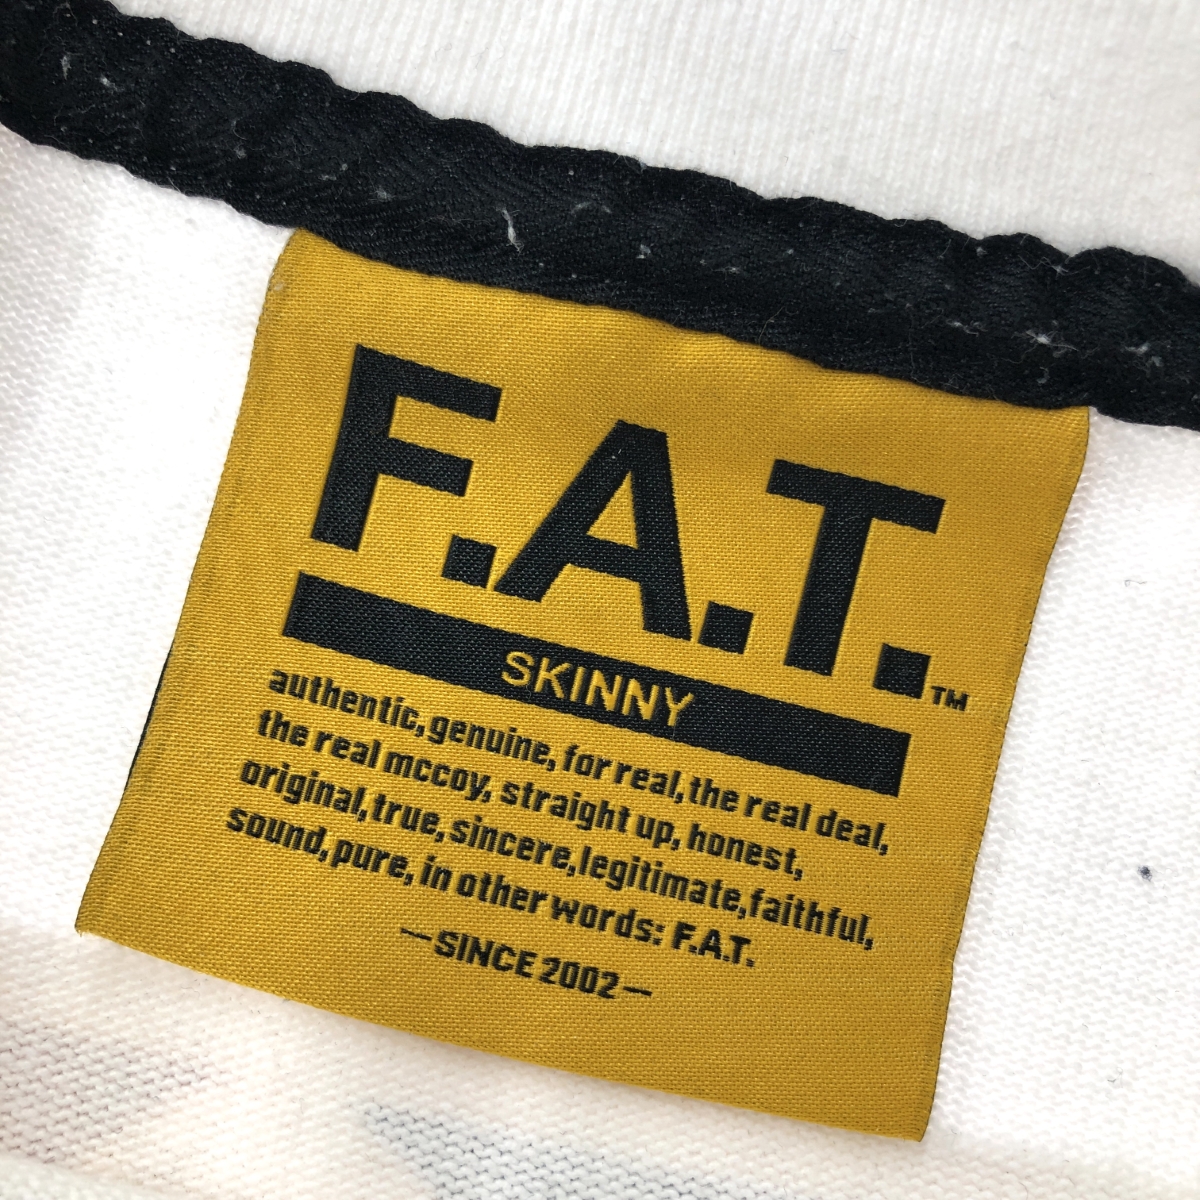 F.A.T.™
SKINNY
authentic,genuine, for real,the real deal,
the real mccoy, straight up, honest,
original,true, sincere,legitimate,faithful,
sound,pure, in other words: F.A.T.
—SINCE 2002—